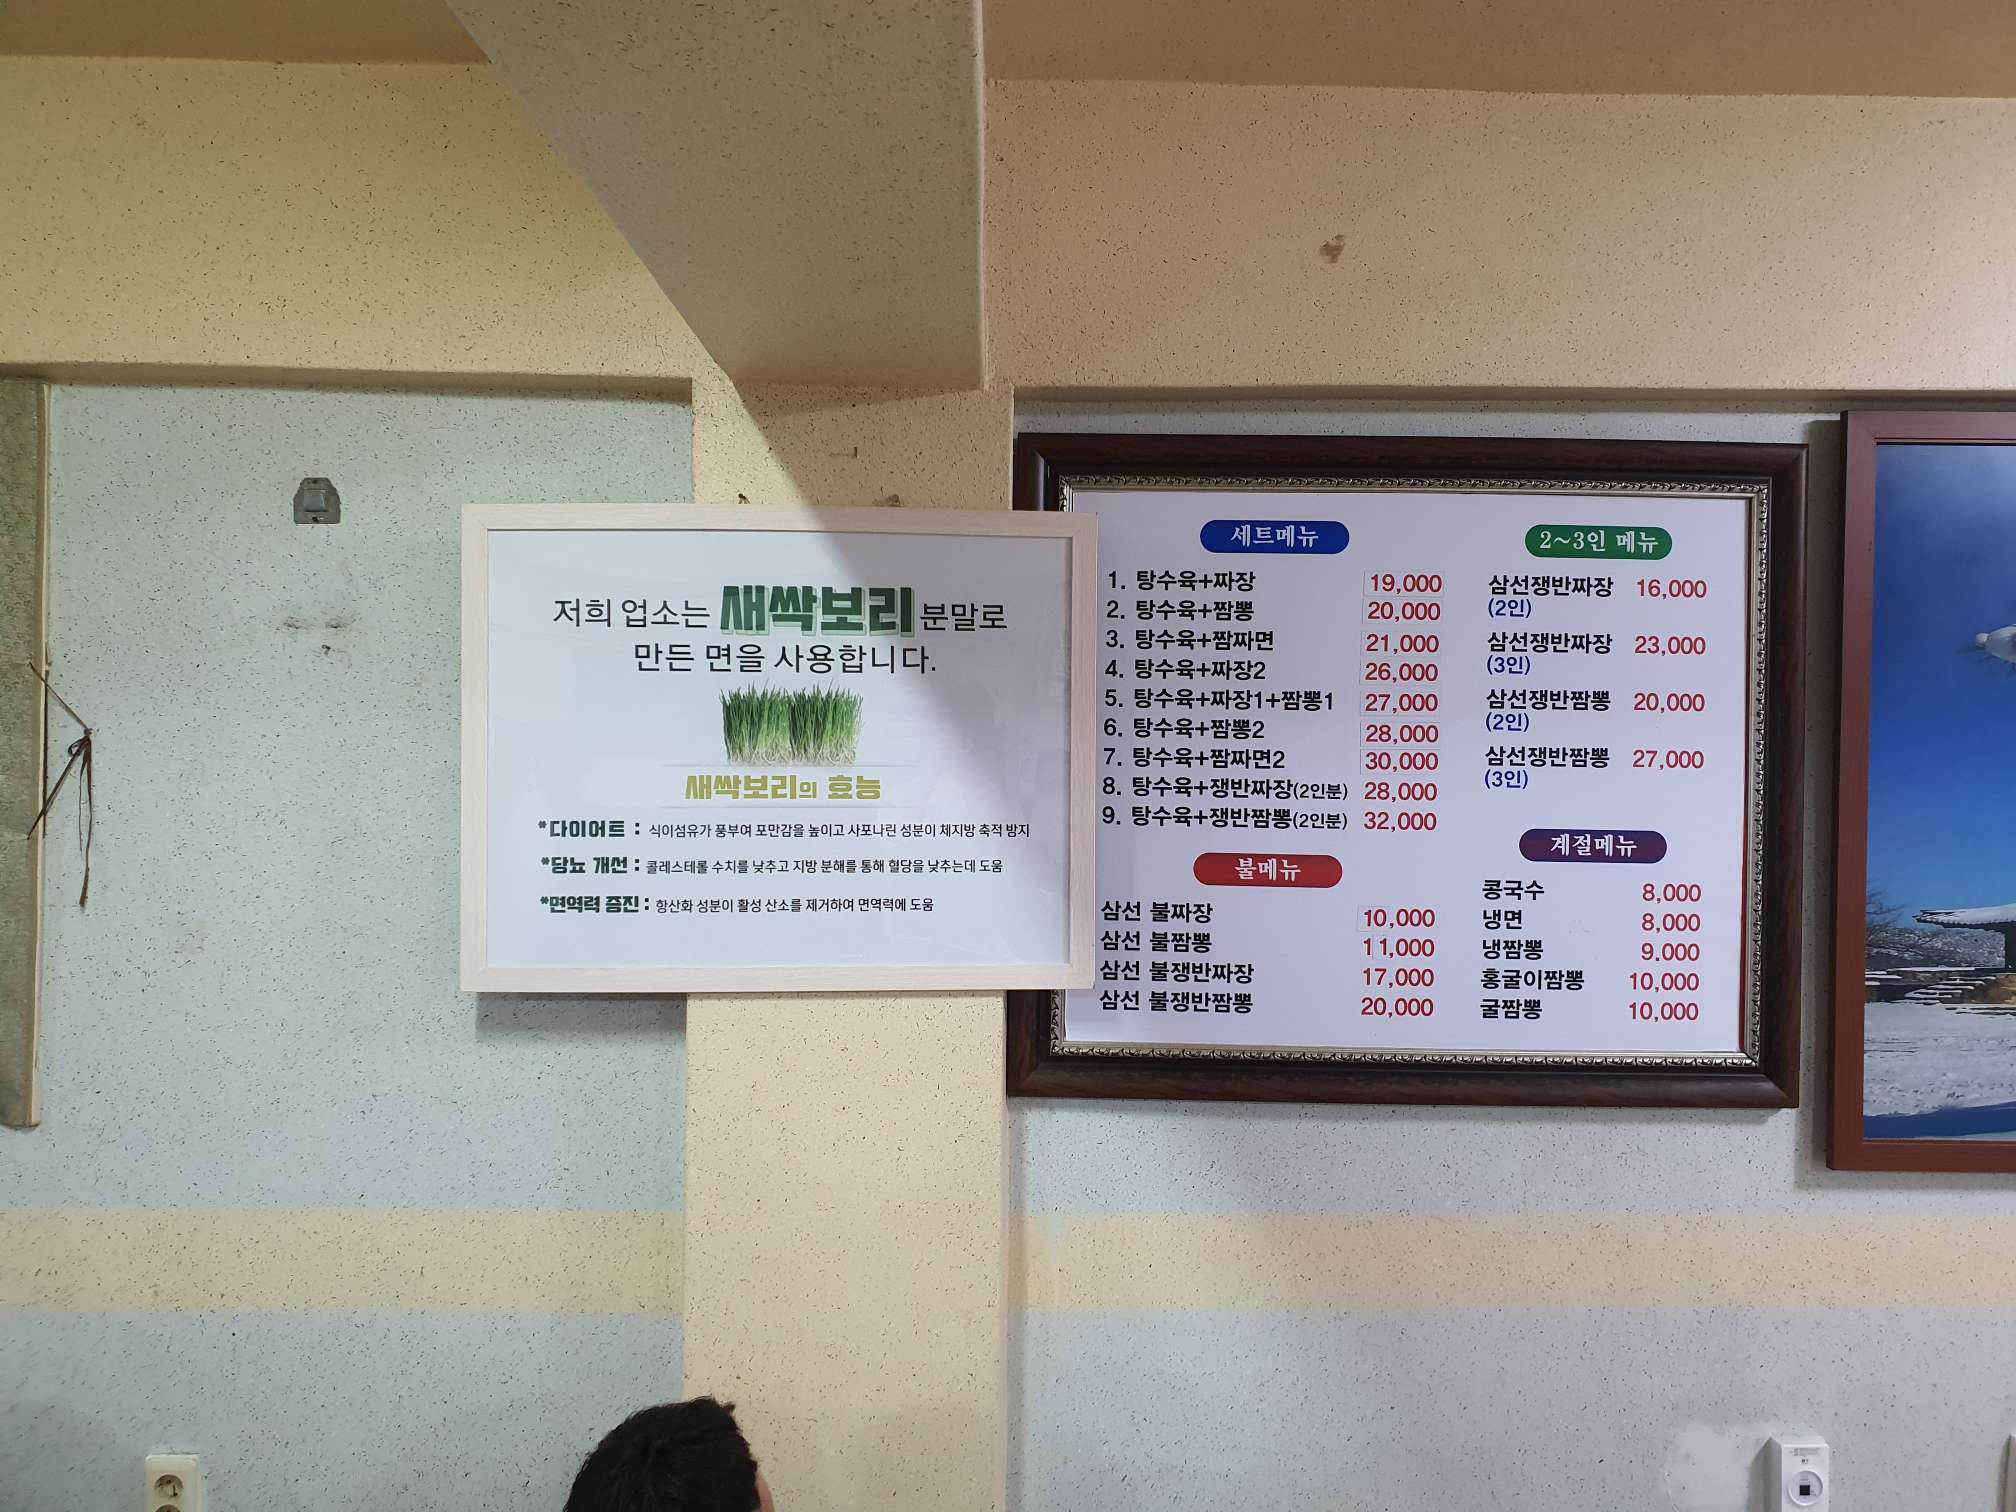 저희 업소는 새싹보리 분말로
만든 면을 사용합니다.
새싹보리의 효능
*다이어트 : 식이섬유가 풍부여 포만감을 높이고 사포나린 성분이 체지방 축적 방지
*당뇨 개선 : 콜레스테롤 수치를 낮추고 지방 분해를 통해 혈당을 낮추는데 도움
*면역력 증진 : 항산화 성분이 활성 산소를 제거하여 면역력에 도움
세트메뉴
1. 탕수육+짜장 19,000
2. 탕수육+짬뽕 20,000
3. 탕수육+짬짜면 21,000
4. 탕수육+짜장2 26,000
5. 탕수육+짜장1+짬뽕1 27,000
6. 탕수육+짬뽕2 28,000
7. 탕수육+짬짜면2 30,000
8. 탕수육+쟁반짜장(2인분) 28,000
9. 탕수육+쟁반짬뽕(2인분) 32,000
불메뉴
삼선 불짜장 10,000
삼선 불짬뽕 11,000
삼선 불쟁반짜장 17,000
삼선 불쟁반짬뽕 20,000
2~3인 메뉴
삼선쟁반짜장 16,000
(2인)
삼선쟁반짜장 23,000
(3인)
삼선쟁반짬뽕 20,000
(2인)
삼선쟁반짬뽕 27,000
(3인)
계절메뉴
콩국수 8,000
냉면 8,000
냉짬뽕 9.000
홍굴이짬뽕 10,000
굴짬뽕 10,000